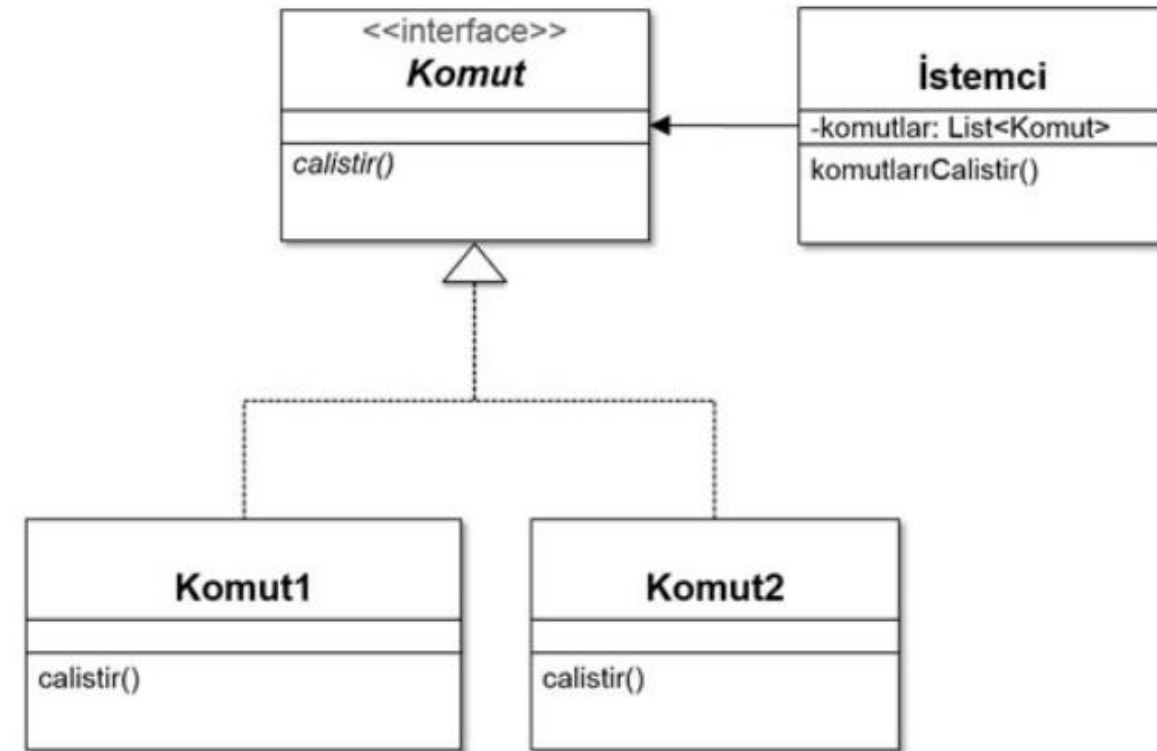 <<interface>>
Komut
calistir()
İstemci
-komutlar: List<Komut>
komutlarıCalistir()
Komut1
calistir()
Komut2
calistir()